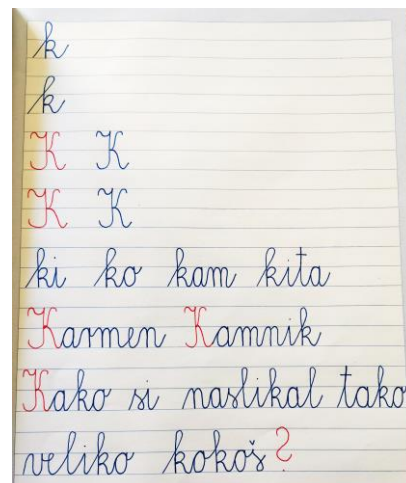 k
k
K K
K K
ki ko kam kita
Karmen Kamnik
Kako si naslikal tako
veliko kokoš?